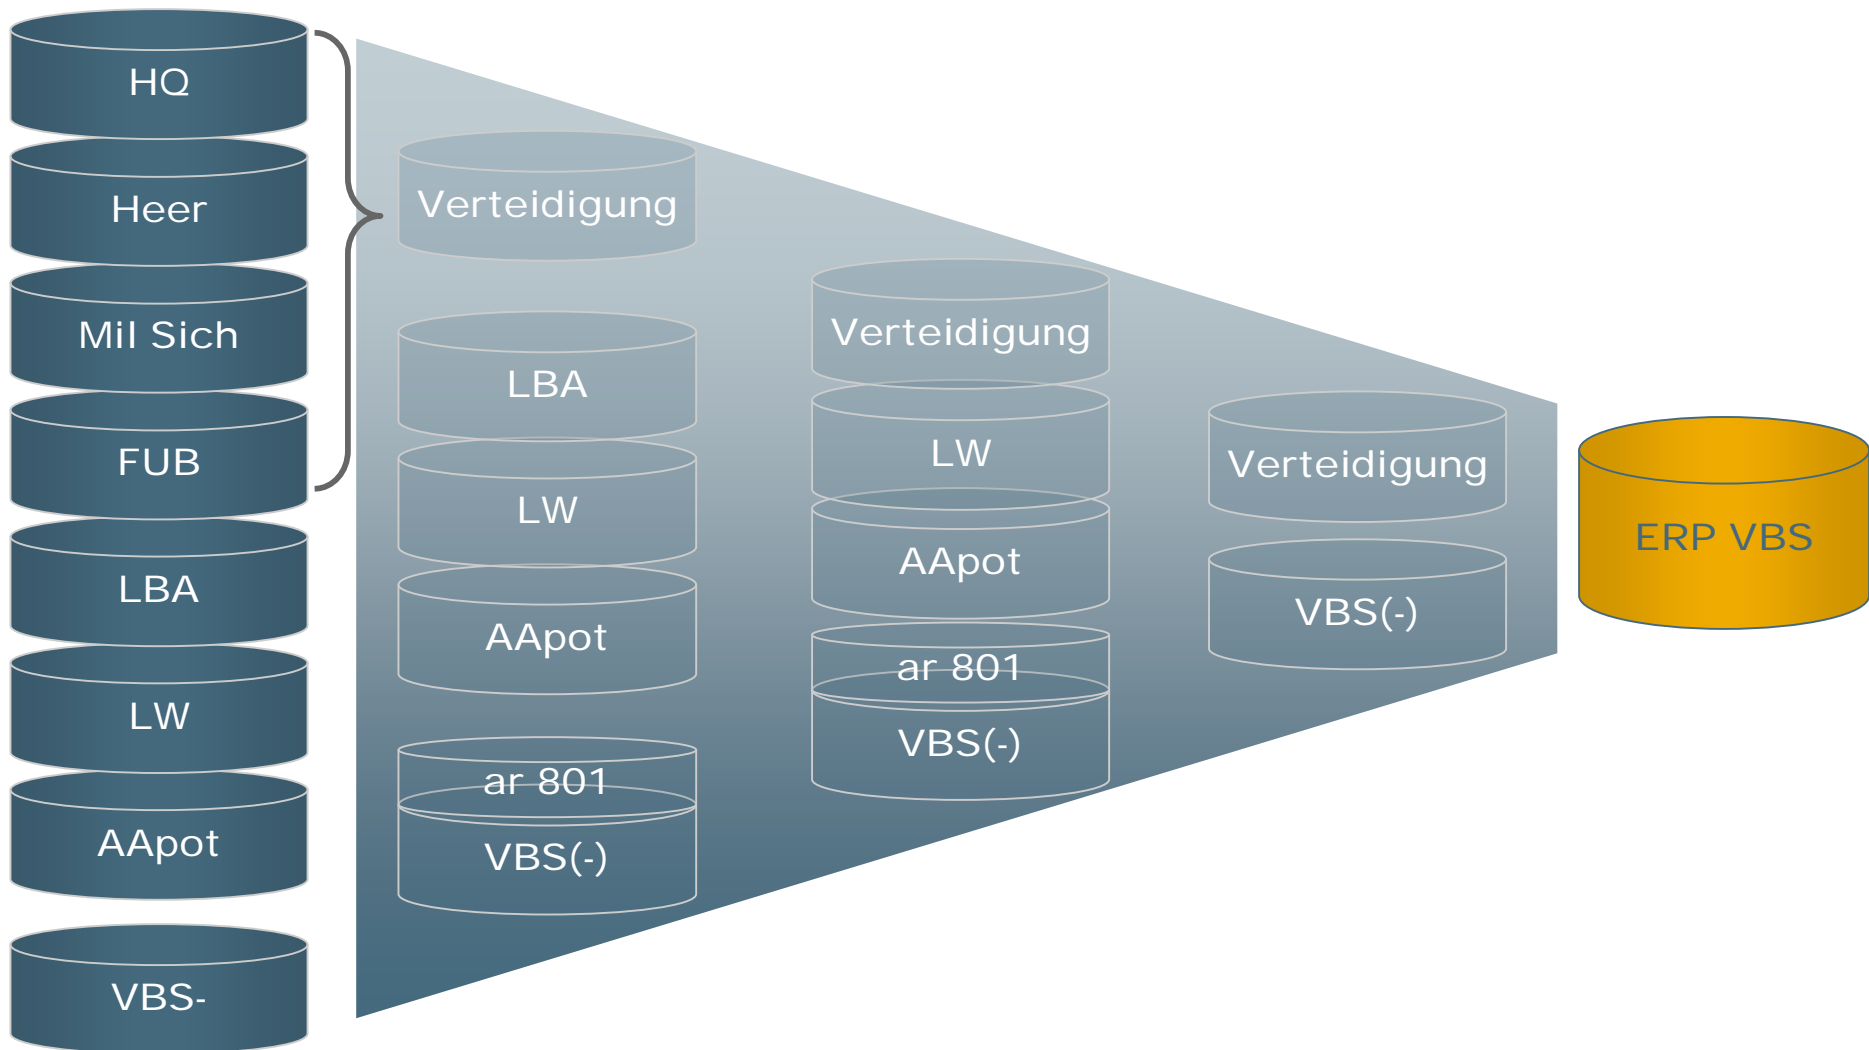 HQ
Heer
Mil Sich
FUB
LBA
LW
AApot
VBS-
Verteidigung
LBA
LW
AApot
ar 801
VBS(-)
Verteidigung
LW
AApot
ar 801
VBS(-)
Verteidigung
VBS(-)
ERP VBS